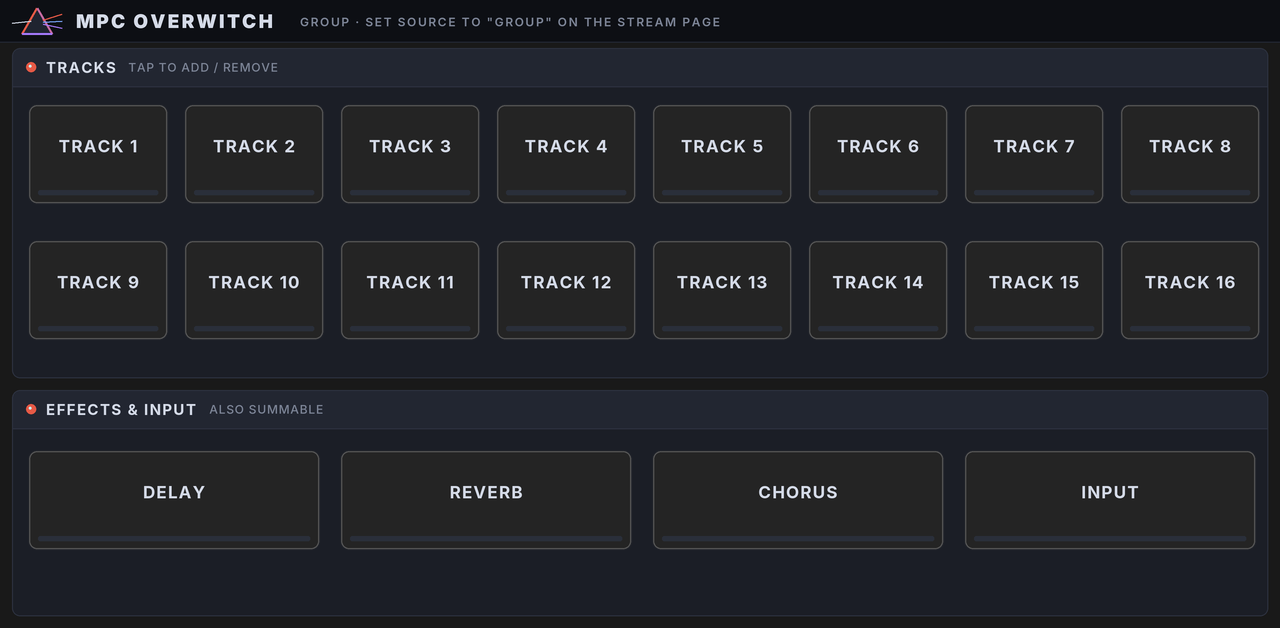 MPC OVERWITCH
GROUP · SET SOURCE TO "GROUP" ON THE STREAM PAGE
TRACKS TAP TO ADD / REMOVE
TRACK 1 TRACK 2 TRACK 3 TRACK 4 TRACK 5 TRACK 6 TRACK 7 TRACK 8
TRACK 9 TRACK 10 TRACK 11 TRACK 12 TRACK 13 TRACK 14 TRACK 15 TRACK 16
EFFECTS & INPUT ALSO SUMMABLE
DELAY REVERB CHORUS INPUT